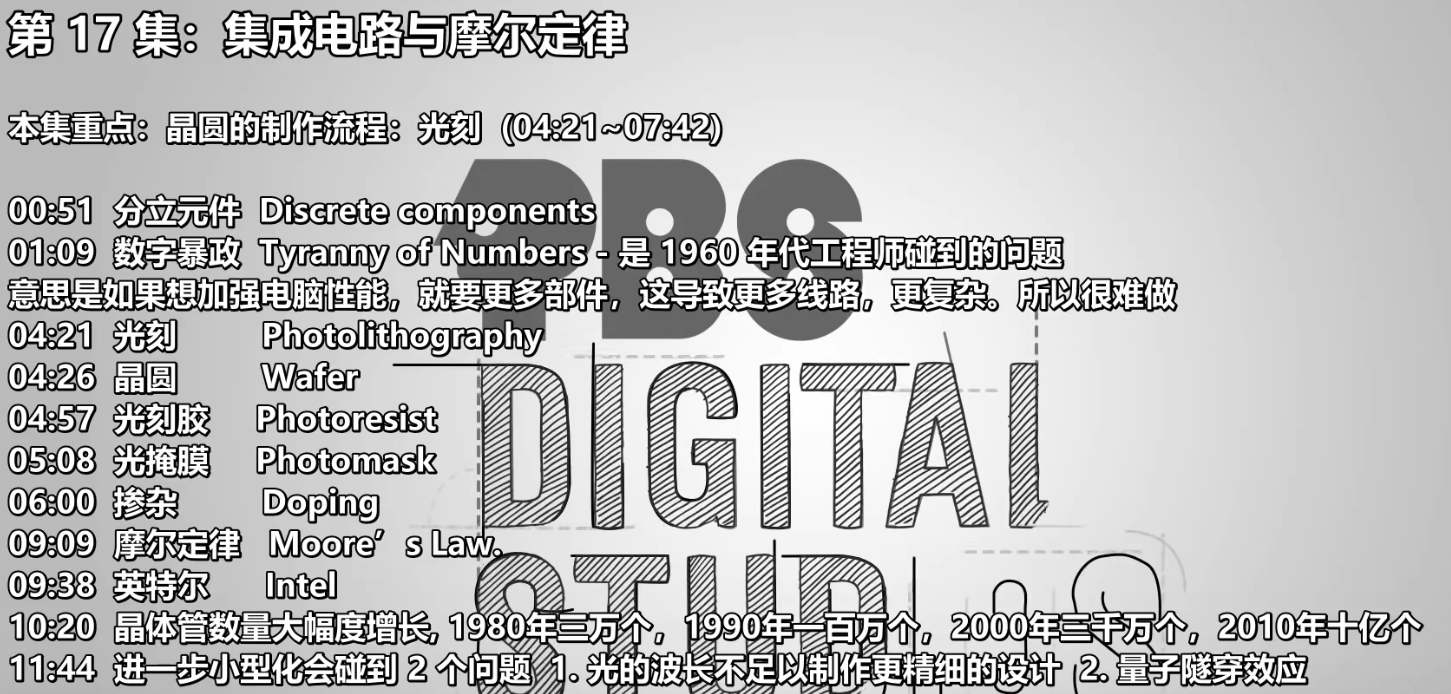 第 17 集：集成电路与摩尔定律
本集重点：晶圆的制作流程：光刻 (04:21~07:42)
00:51 分立元件 Discrete components
01:09 数字暴政 Tyranny of Numbers - 是 1960 年代工程师碰到的问题
意思是如果想加强电脑性能，就要更多部件，这导致更多线路，更复杂。所以很难做
04:21 光刻 Photolithography
04:26 晶圆 Wafer
04:57 光刻胶 Photoresist
05:08 光掩膜 Photomask
06:00 掺杂 Doping
09:09 摩尔定律 Moore’s Law.
09:38 英特尔 Intel
10:20 晶体管数量大幅度增长, 1980年三万个，1990年一百万个，2000年三千万个，2010年十亿个
11:44 进一步小型化会碰到 2 个问题 1. 光的波长不足以制作更精细的设计 2. 量子隧穿效应
PBS
DIGITAL
STUD